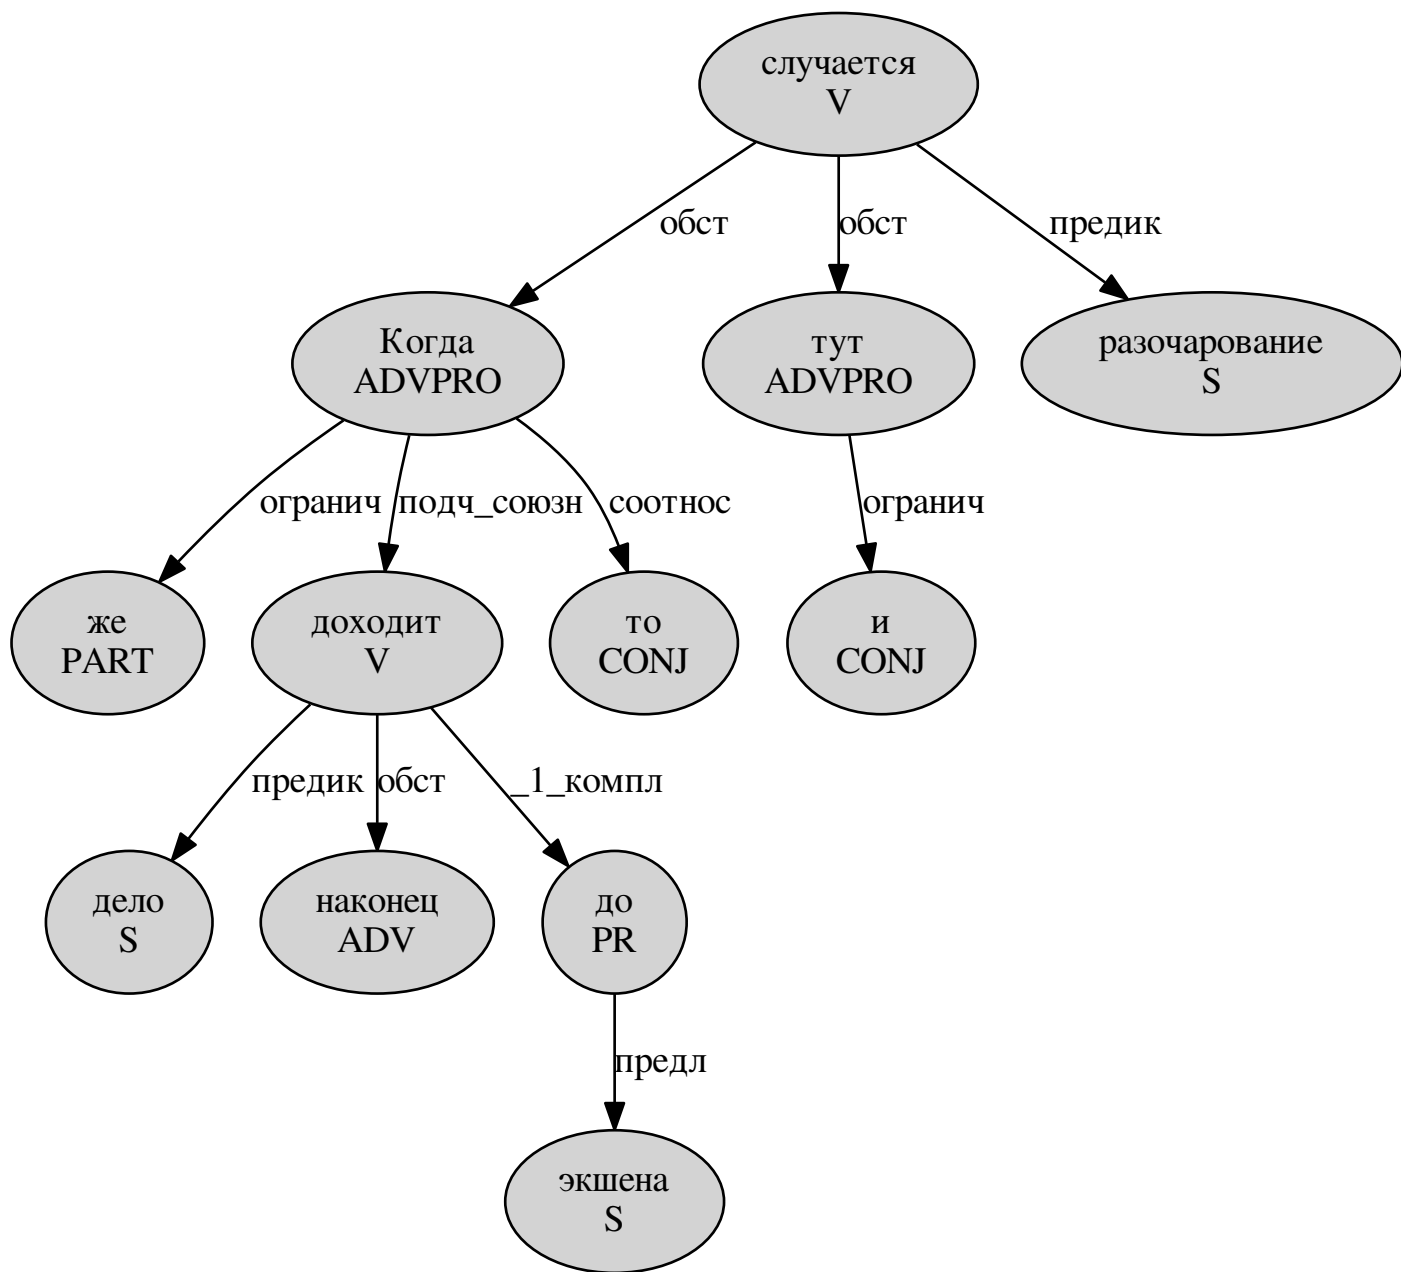 случается
V
обст
обст
предик
Когда
ADVPRO
тут
ADVPRO
разочарование
S
огранич
подч_союзн
соотнос
огранич
же
PART
доходит
V
то
CONJ
и
CONJ
предик
обст
_1_компл
дело
S
наконец
ADV
до
PR
предл
экшена
S